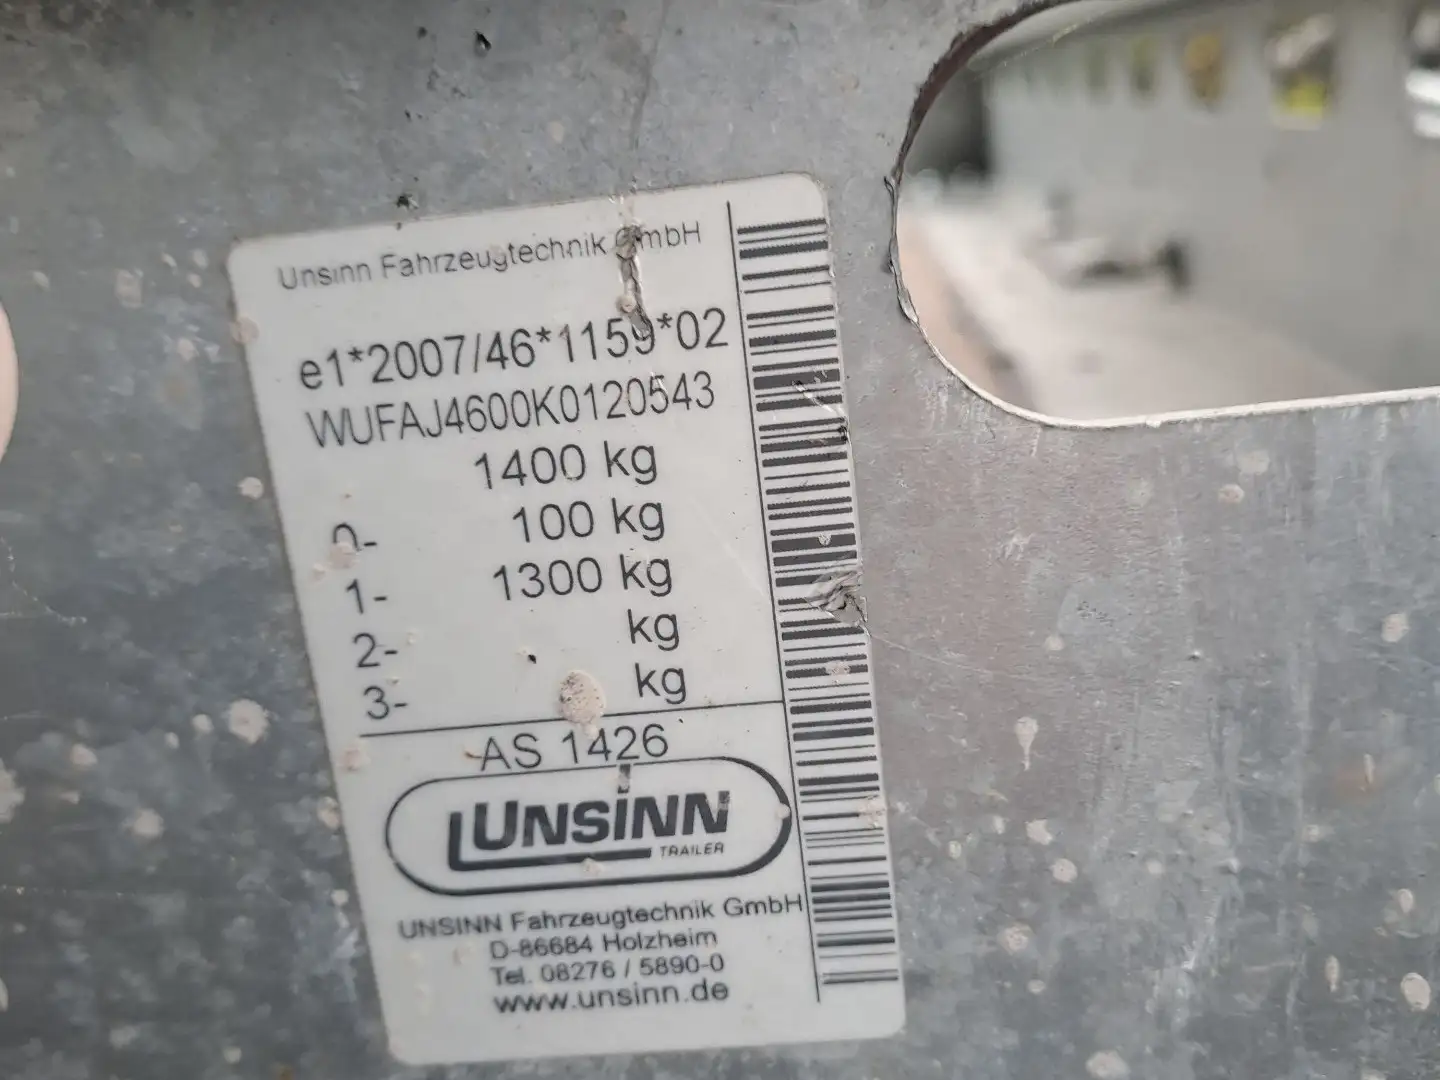 Unsinn Fahrzeugtechnik GmbH
e1*2007/46*1159*02
WUFAJ4600K0120543
1400 kg
0- 100 kg
1- 1300 kg
2- kg
3- kg
AS 1426
UNSINN
TRAILER
UNSINN Fahrzeugtechnik GmbH
D-86684 Holzheim
Tel. 08276 / 5890-0
www.unsinn.de